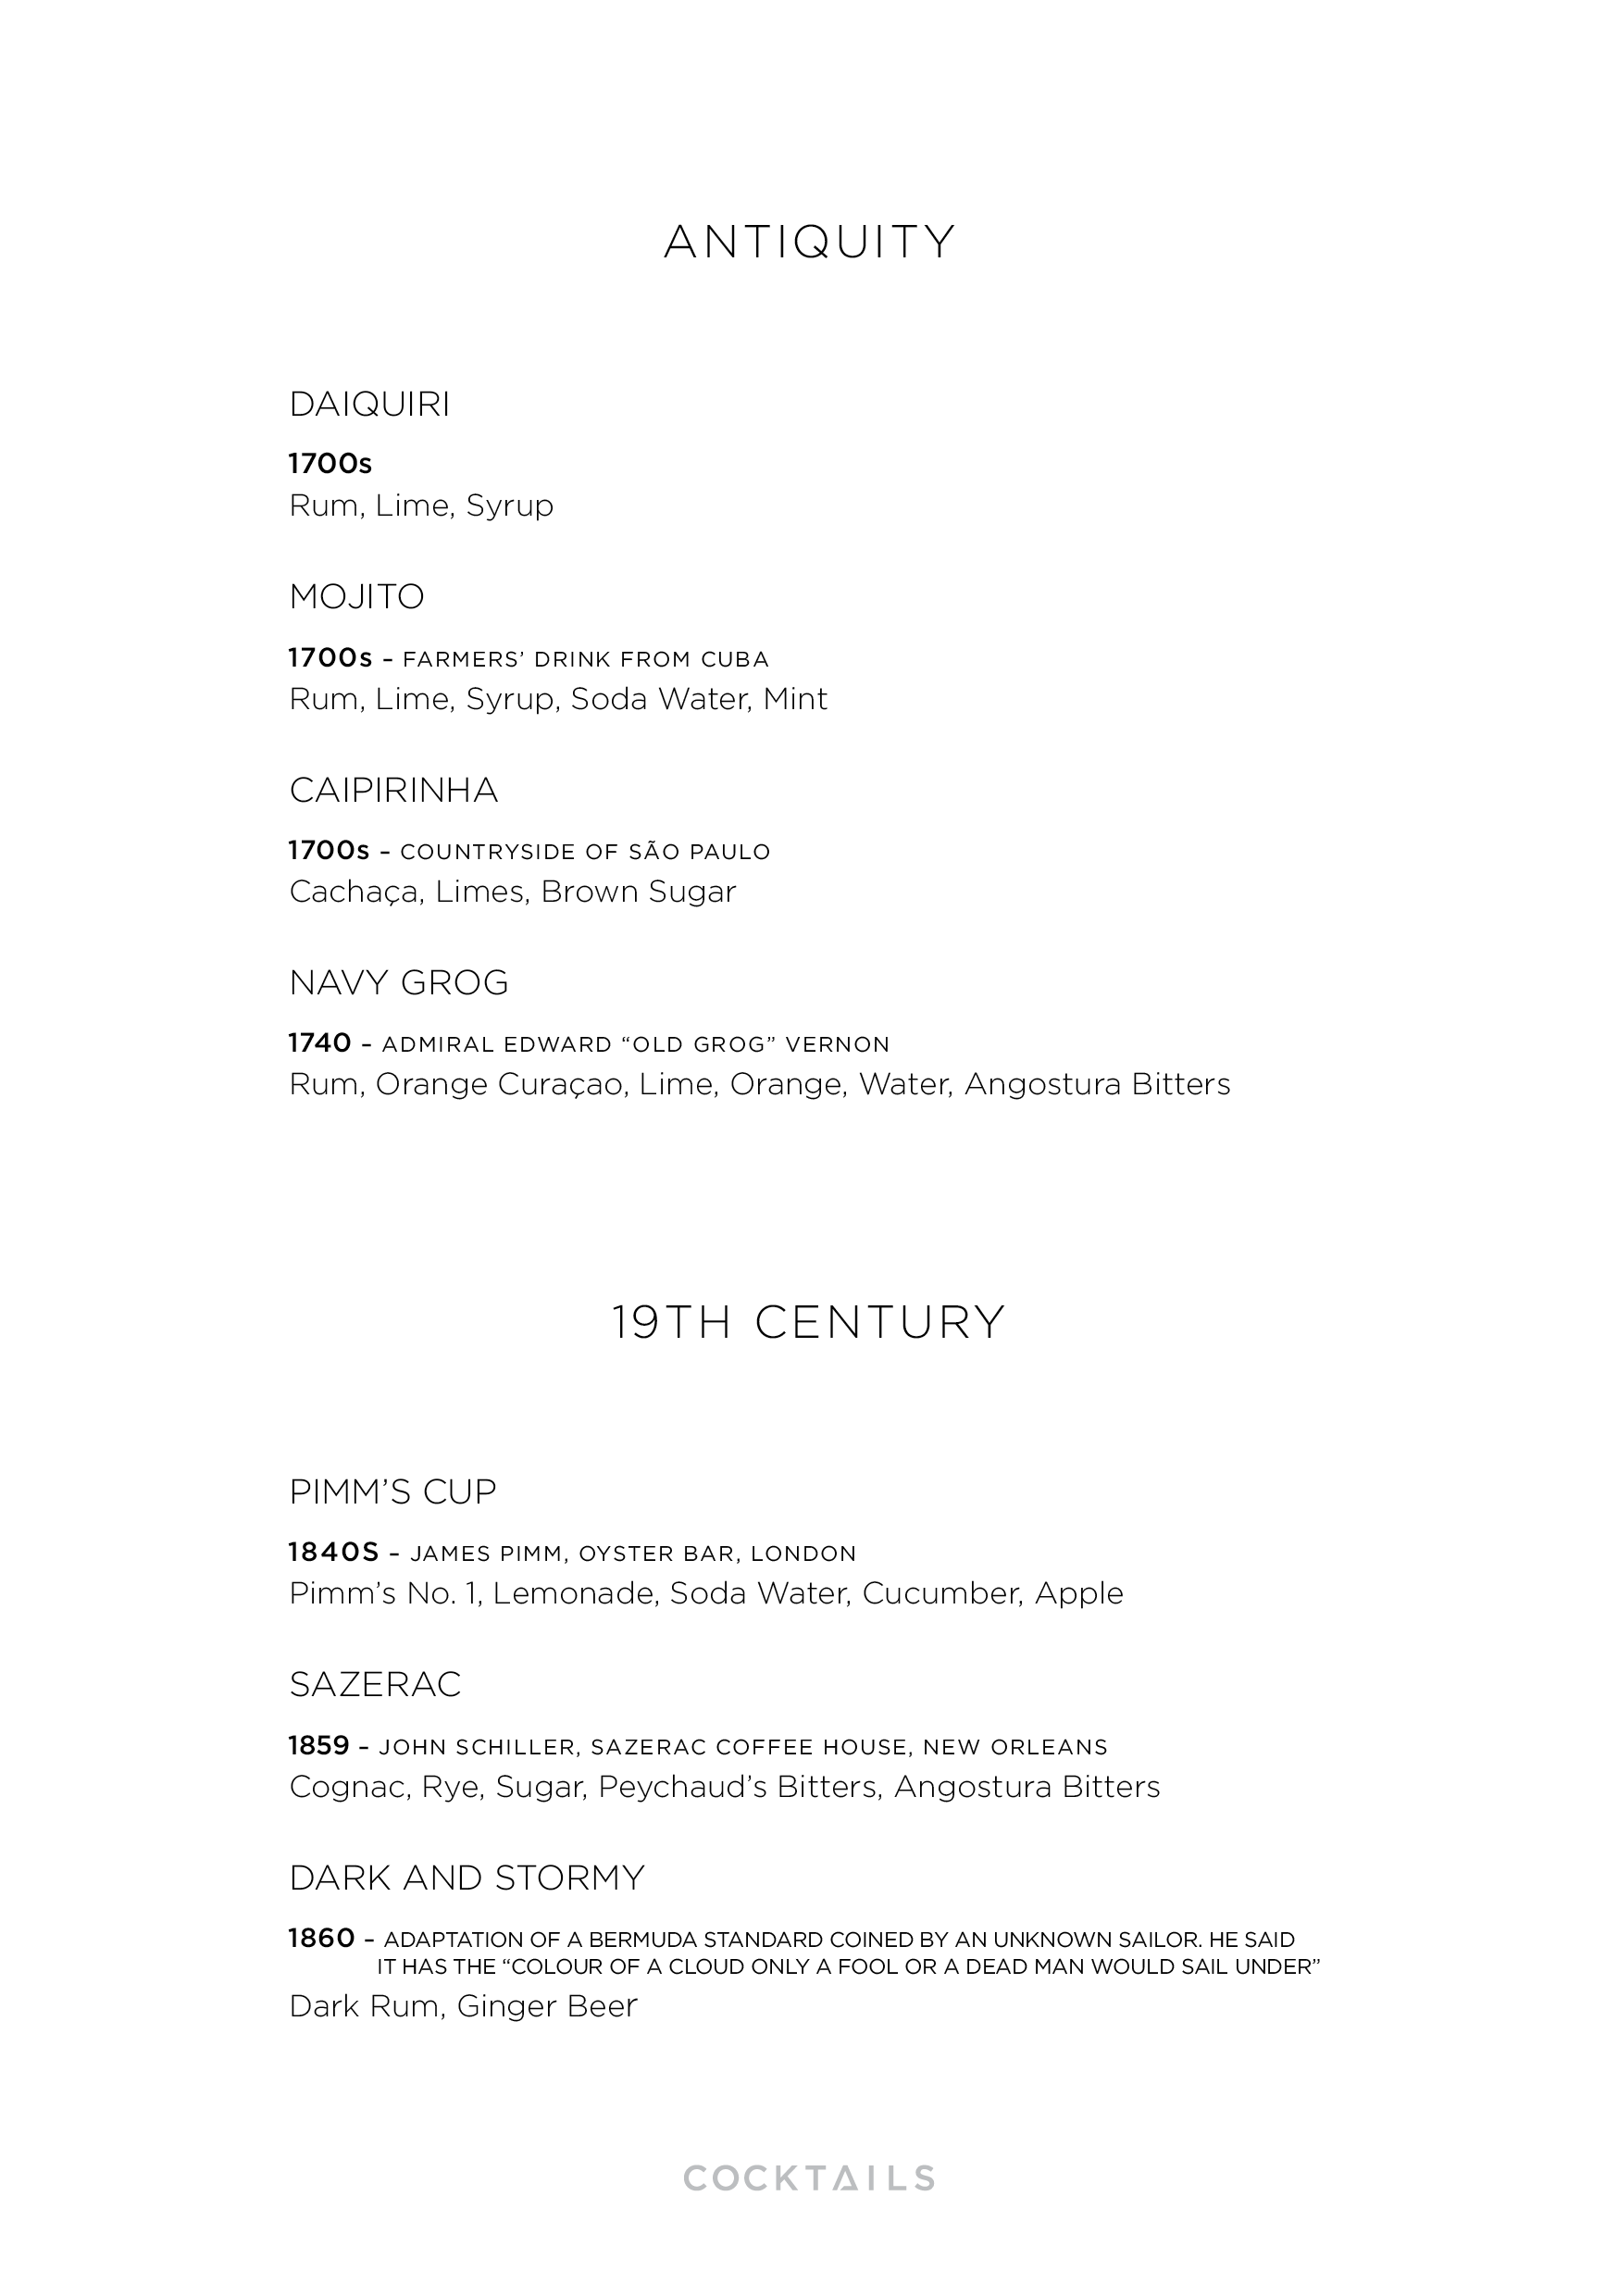 ANTIQUITY
DAIQUIRI
1700s
Rum, Lime, Syrup
MOJITO
1700s – FARMERS’ DRINK FROM CUBA
Rum, Lime, Syrup, Soda Water, Mint
CAIPIRINHA
1700s – COUNTRYSIDE OF SÃO PAULO
Cachaça, Limes, Brown Sugar
NAVY GROG
1740 – ADMIRAL EDWARD “OLD GROG” VERNON
Rum, Orange Curaçao, Lime, Orange, Water, Angostura Bitters
19TH CENTURY
PIMM’S CUP
1840S – JAMES PIMM, OYSTER BAR, LONDON
Pimm’s No. 1, Lemonade, Soda Water, Cucumber, Apple
SAZERAC
1859 – JOHN SCHILLER, SAZERAC COFFEE HOUSE, NEW ORLEANS
Cognac, Rye, Sugar, Peychaud’s Bitters, Angostura Bitters
DARK AND STORMY
1860 – ADAPTATION OF A BERMUDA STANDARD COINED BY AN UNKNOWN SAILOR. HE SAID
IT HAS THE “COLOUR OF A CLOUD ONLY A FOOL OR A DEAD MAN WOULD SAIL UNDER”
Dark Rum, Ginger Beer
COCKTAILS